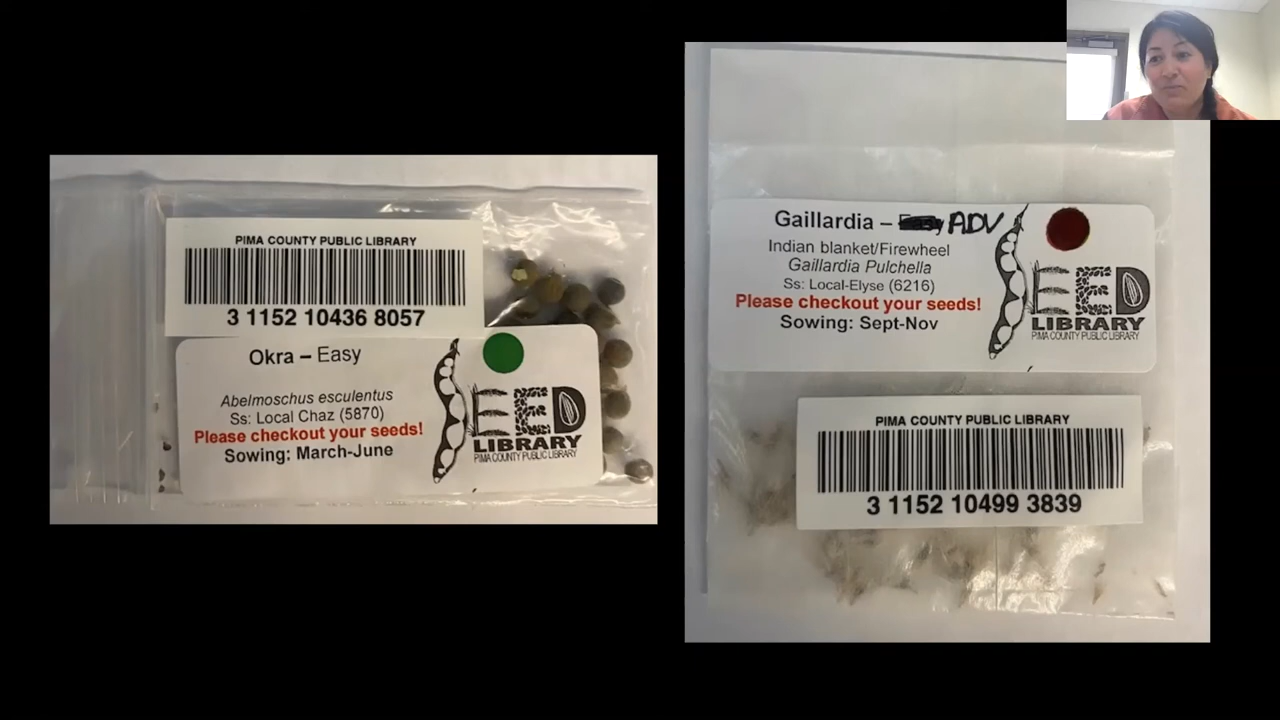 PIMA COUNTY PUBLIC LIBRARY
3 1152 10436 8057
Okra – Easy
Abelmoschus esculentus
Ss: Local Chaz (5870)
Please checkout your seeds!
Sowing: March-June
SEED
LIBRARY
PIMA COUNTY PUBLIC LIBRARY
Gaillardia – Easy ADV
Indian blanket/Firewheel
Gaillardia Pulchella
Ss: Local-Elyse (6216)
Please checkout your seeds!
Sowing: Sept-Nov
SEED
LIBRARY
PIMA COUNTY PUBLIC LIBRARY
PIMA COUNTY PUBLIC LIBRARY
3 1152 10499 3839